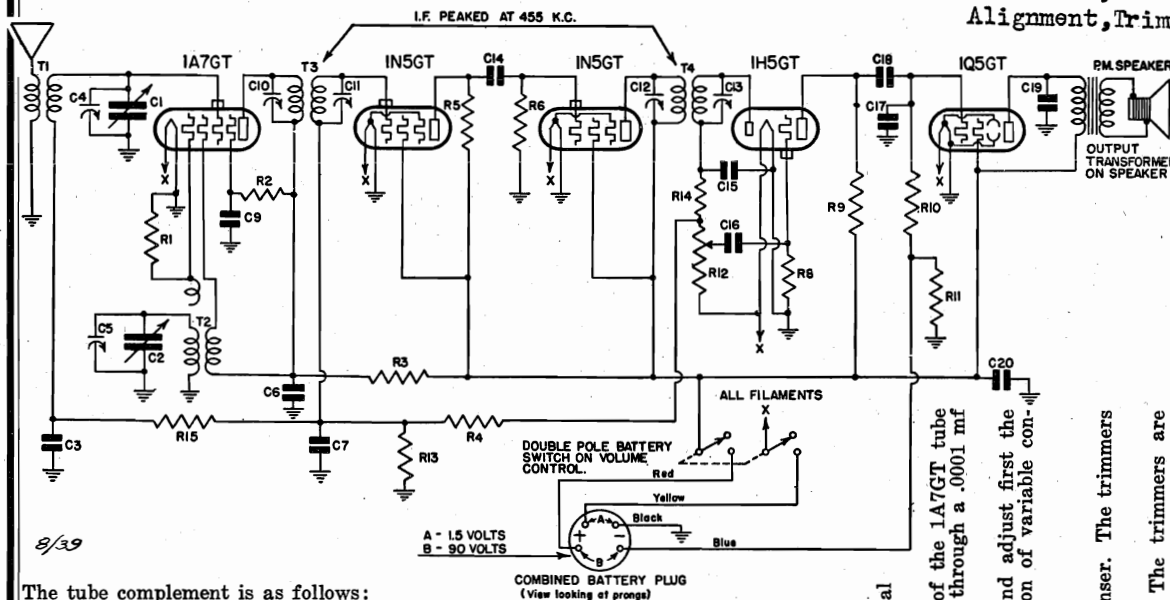 I.F. PEAKED AT 455 K.C.
Alignment, Trim
T1
C4
C1
1A7GT
C10
T3
C11
1N5GT
R5
C14
R6
1N5GT
C12
T4
C13
1H5GT
C18
C17
1Q5GT
C19
P.M. SPEAKER
OUTPUT
TRANSFORMER
ON SPEAKER
X
X
X
X
R2
C9
R1
R14
C15
C16
R12
R8
R9
R10
R11
X
C5
C2
T2
C6
R3
C20
C3
R15
C7
R13
R4
ALL FILAMENTS
X
DOUBLE POLE BATTERY
SWITCH ON VOLUME
CONTROL.
Red
Yellow
Black
Blue
A
+
-
B
A - 1.5 VOLTS
B - 90 VOLTS
COMBINED BATTERY PLUG
(View looking at prongs)
8/39
The tube complement is as follows:
al
of the 1A7GT tube
through a .0001 mf
nd adjust first the
on of variable con-
nser. The trimmers
The trimmers are